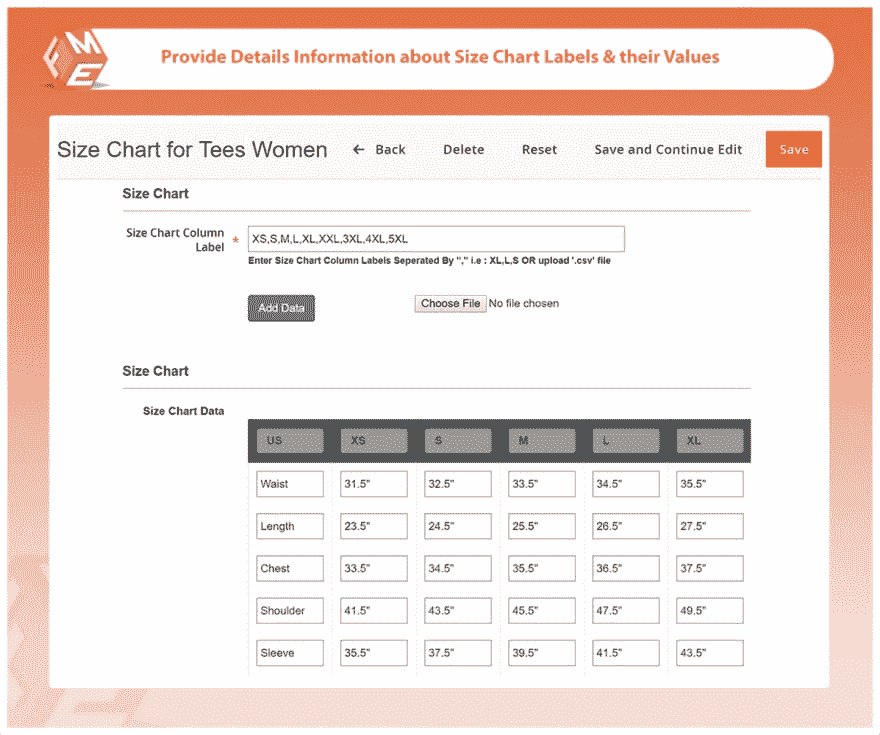 FME
Provide Details Information about Size Chart Labels & their Values
Size Chart for Tees Women ← Back Delete Reset Save and Continue Edit Save
Size Chart
Size Chart Column
Label * XS,S,M,L,XL,XXL,3XL,4XL,5XL
Enter Size Chart Column Labels Seperated By "," i.e : XL,L,S OR upload '.csv' file
Add Data Choose File No file chosen
Size Chart
Size Chart Data
US XS S M L XL
Waist 31.5" 32.5" 33.5" 34.5" 35.5"
Length 23.5" 24.5" 25.5" 26.5" 27.5"
Chest 33.5" 34.5" 35.5" 36.5" 37.5"
Shoulder 41.5" 43.5" 45.5" 47.5" 49.5"
Sleeve 35.5" 37.5" 39.5" 41.5" 43.5"